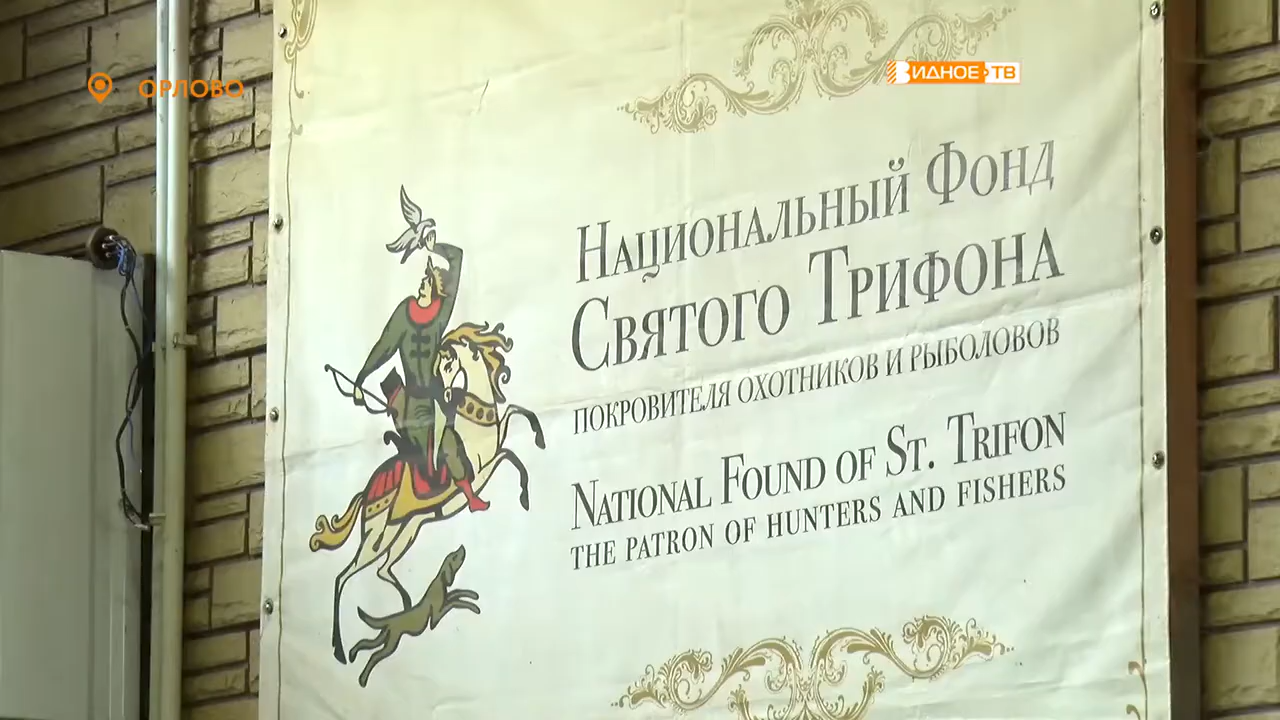 ОРЛОВО
ВИДНОЕ-ТВ
НАЦИОНАЛЬНЫЙ ФОНД
СВЯТОГО ТРИФОНА
ПОКРОВИТЕЛЯ ОХОТНИКОВ И РЫБОЛОВОВ
NATIONAL FOUND OF ST. TRIFON
THE PATRON OF HUNTERS AND FISHERS